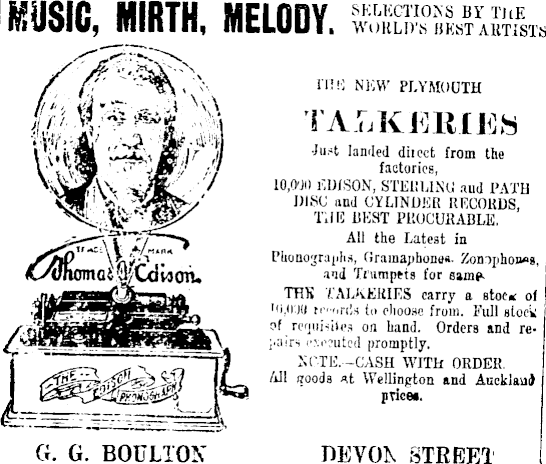 MUSIC, MIRTH, MELODY.
SELECTIONS BY THE
WORLD'S BEST ARTISTS
TRADE MARK
Thomas A Edison
THE EDISON PHONOGRAPH
G. G. BOULTON
THE NEW PLYMOUTH
TALKERIES
Just landed direct from the
factories,
10,000 EDISON, STERLING and PATH
DISC and CYLINDER RECORDS,
THE BEST PROCURABLE.
All the Latest in
Phonographs, Gramaphones, Zonophones,
and Trumpets for same.
THE TALKERIES carry a stock of
10,000 records to choose from. Full stock
of requisites on hand. Orders and re-
pairs executed promptly.
NOTE.—CASH WITH ORDER.
All goods at Wellington and Auckland
prices.
DEVON STREET